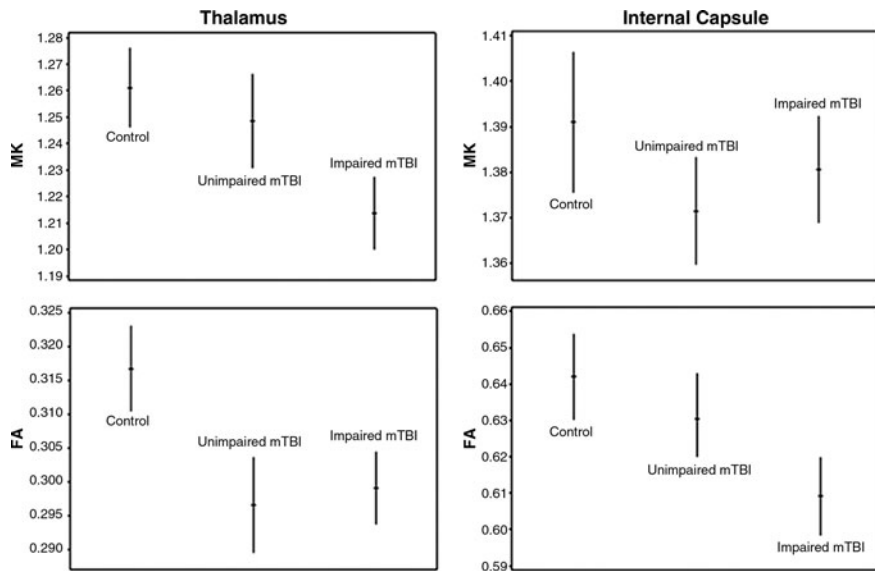 Thalamus
MK
1.28
1.27
1.26
1.25
1.24
1.23
1.22
1.21
1.20
1.19
Control
Unimpaired mTBI
Impaired mTBI
Internal Capsule
MK
1.41
1.40
1.39
1.38
1.37
1.36
Control
Unimpaired mTBI
Impaired mTBI
FA
0.325
0.320
0.315
0.310
0.305
0.300
0.295
0.290
Control
Unimpaired mTBI
Impaired mTBI
FA
0.66
0.65
0.64
0.63
0.62
0.61
0.60
0.59
Control
Unimpaired mTBI
Impaired mTBI